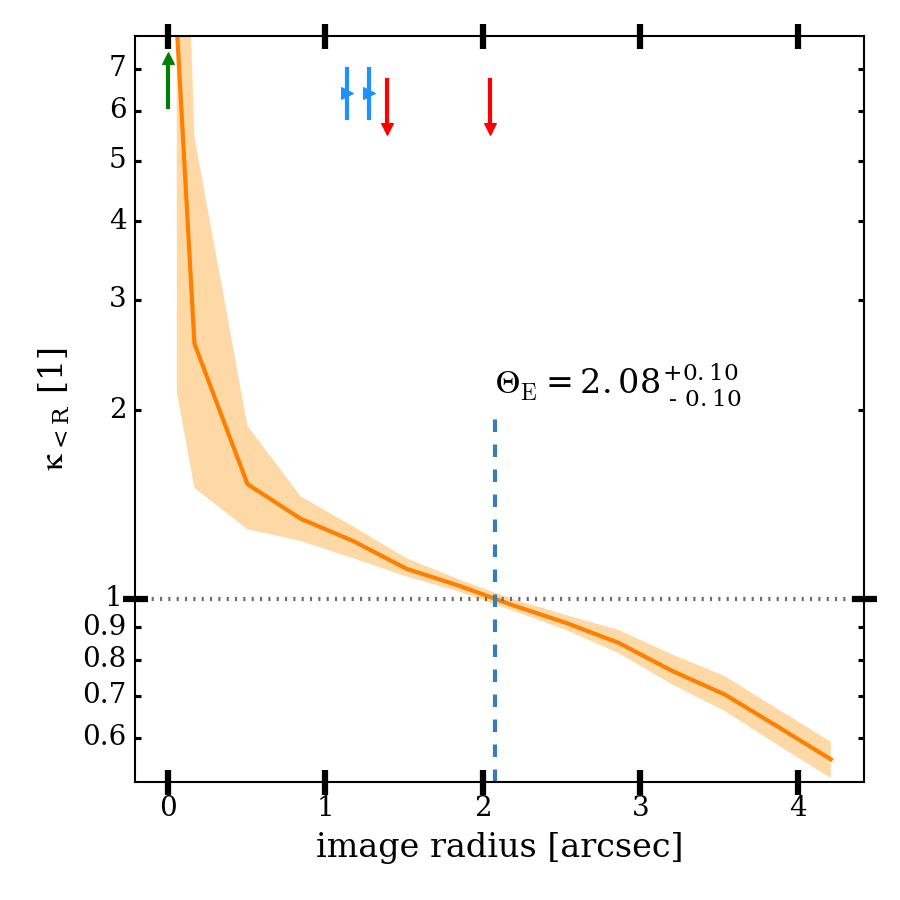 7
6
5
4
3
2
1
0.9
0.8
0.7
0.6
κ<R [1]
Θ_E = 2.08^{+0.10}_{-0.10}
0 1 2 3 4
image radius [arcsec]